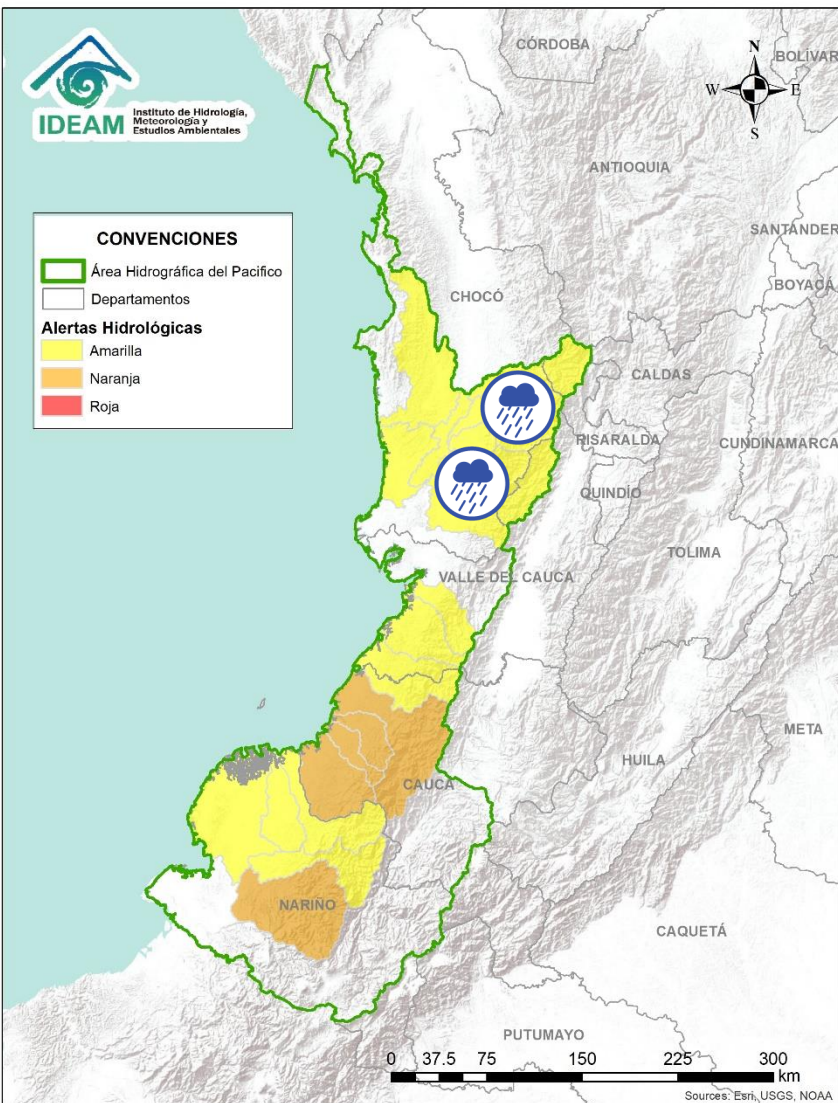 IDEAM
Instituto de Hidrología,
Meteorología y
Estudios Ambientales
CÓRDOBA
BOLÍVAR
N
W
E
S
ANTIOQUIA
SANTANDER
BOYACÁ
CONVENCIONES
Área Hidrográfica del Pacifico
Departamentos
Alertas Hidrológicas
Amarilla
Naranja
Roja
CHOCÓ
CALDAS
RISARALDA
CUNDINAMARCA
QUINDÍO
TOLIMA
VALLE DEL CAUCA
META
HUILA
CAUCA
NARIÑO
CAQUETÁ
PUTUMAYO
0 37.5 75 150 225 300
km
Sources: Esri, USGS, NOAA